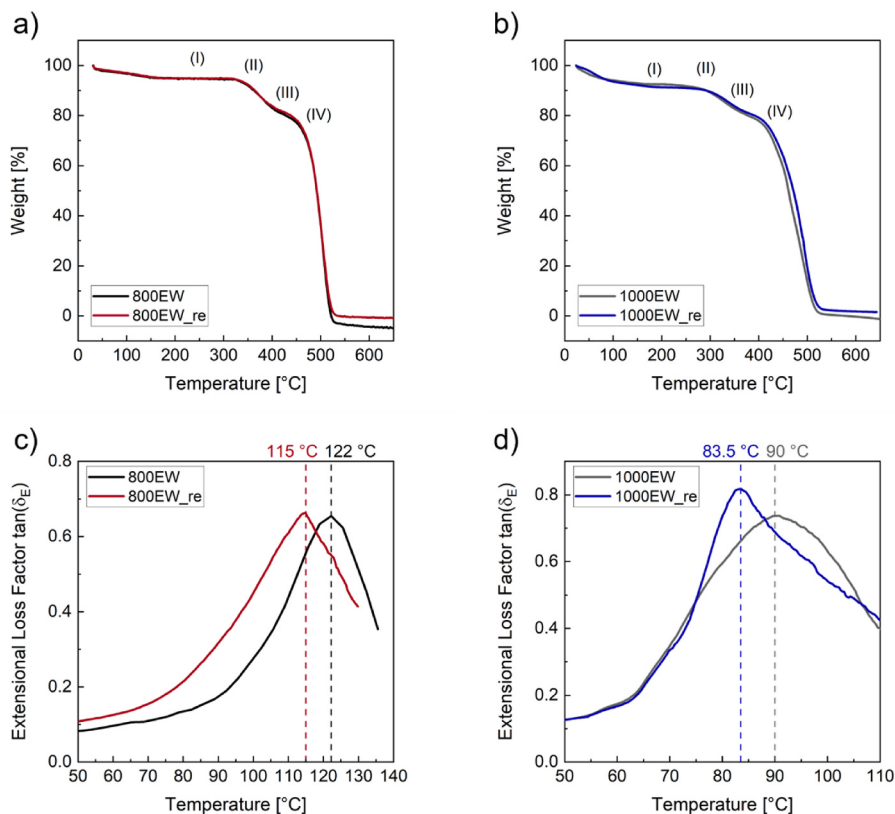 a)
(I)
(II)
(III)
(IV)
100
80
60
40
20
0
Weight [%]
800EW
800EW_re
0
100
200
300
400
500
600
Temperature [°C]
b)
(I)
(II)
(III)
(IV)
100
80
60
40
20
0
Weight [%]
1000EW
1000EW_re
0
100
200
300
400
500
600
Temperature [°C]
c)
115 °C
122 °C
0.8
0.6
0.4
0.2
0.0
Extensional Loss Factor tan(δE)
800EW
800EW_re
50
60
70
80
90
100
110
120
130
140
Temperature [°C]
d)
83.5 °C
90 °C
0.8
0.6
0.4
0.2
0.0
Extensional Loss Factor tan(δE)
1000EW
1000EW_re
50
60
70
80
90
100
110
Temperature [°C]